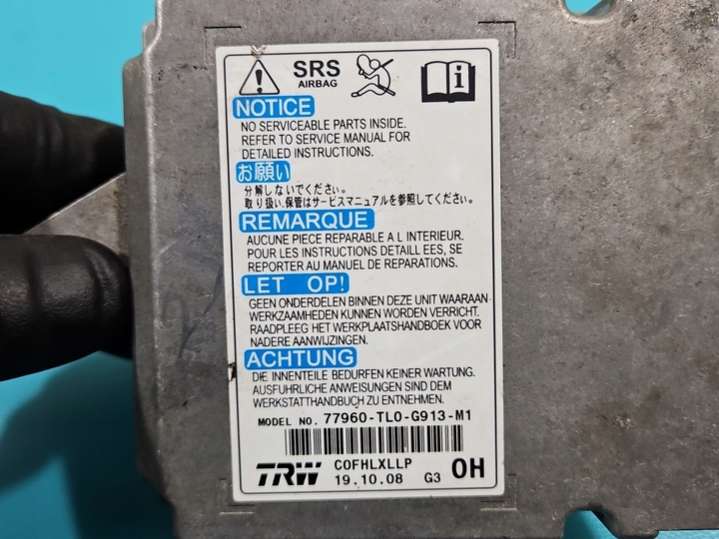 SRS
AIRBAG
NOTICE
NO SERVICEABLE PARTS INSIDE.
REFER TO SERVICE MANUAL FOR
DETAILED INSTRUCTIONS.
お願い
分解しないでください。
取り扱い、保管はサービスマニュアルを参照してください。
REMARQUE
AUCUNE PIECE REPARABLE A L INTERIEUR.
POUR LES INSTRUCTIONS DETAILL EES, SE
REPORTER AU MANUEL DE REPARATIONS.
LET OP!
GEEN ONDERDELEN BINNEN DEZE UNIT WAARAAN
WERKZAAMHEDEN KUNNEN WORDEN VERRICHT.
RAADPLEEG HET WERKPLAATSHANDBOEK VOOR
NADERE AANWIJZINGEN.
ACHTUNG
DIE INNENTEILE BEDURFEN KEINER WARTUNG.
AUSFUHRLICHE ANWEISUNGEN SIND DEM
WERKSTATTHANDBUCH ZU ENTNEHMEN.
MODEL NO. 77960-TL0-G913-M1
TRW C0FHLXLLP
19.10.08 G3 0H